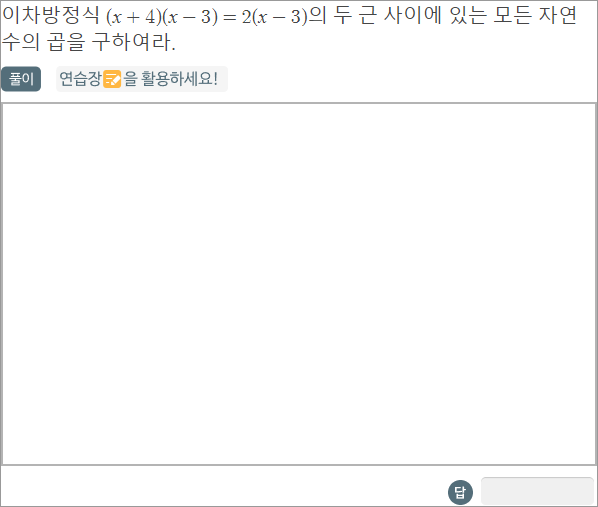 이차방정식 (x + 4)(x − 3) = 2(x − 3)의 두 근 사이에 있는 모든 자연
수의 곱을 구하여라.
풀이 연습장을 활용하세요!
답